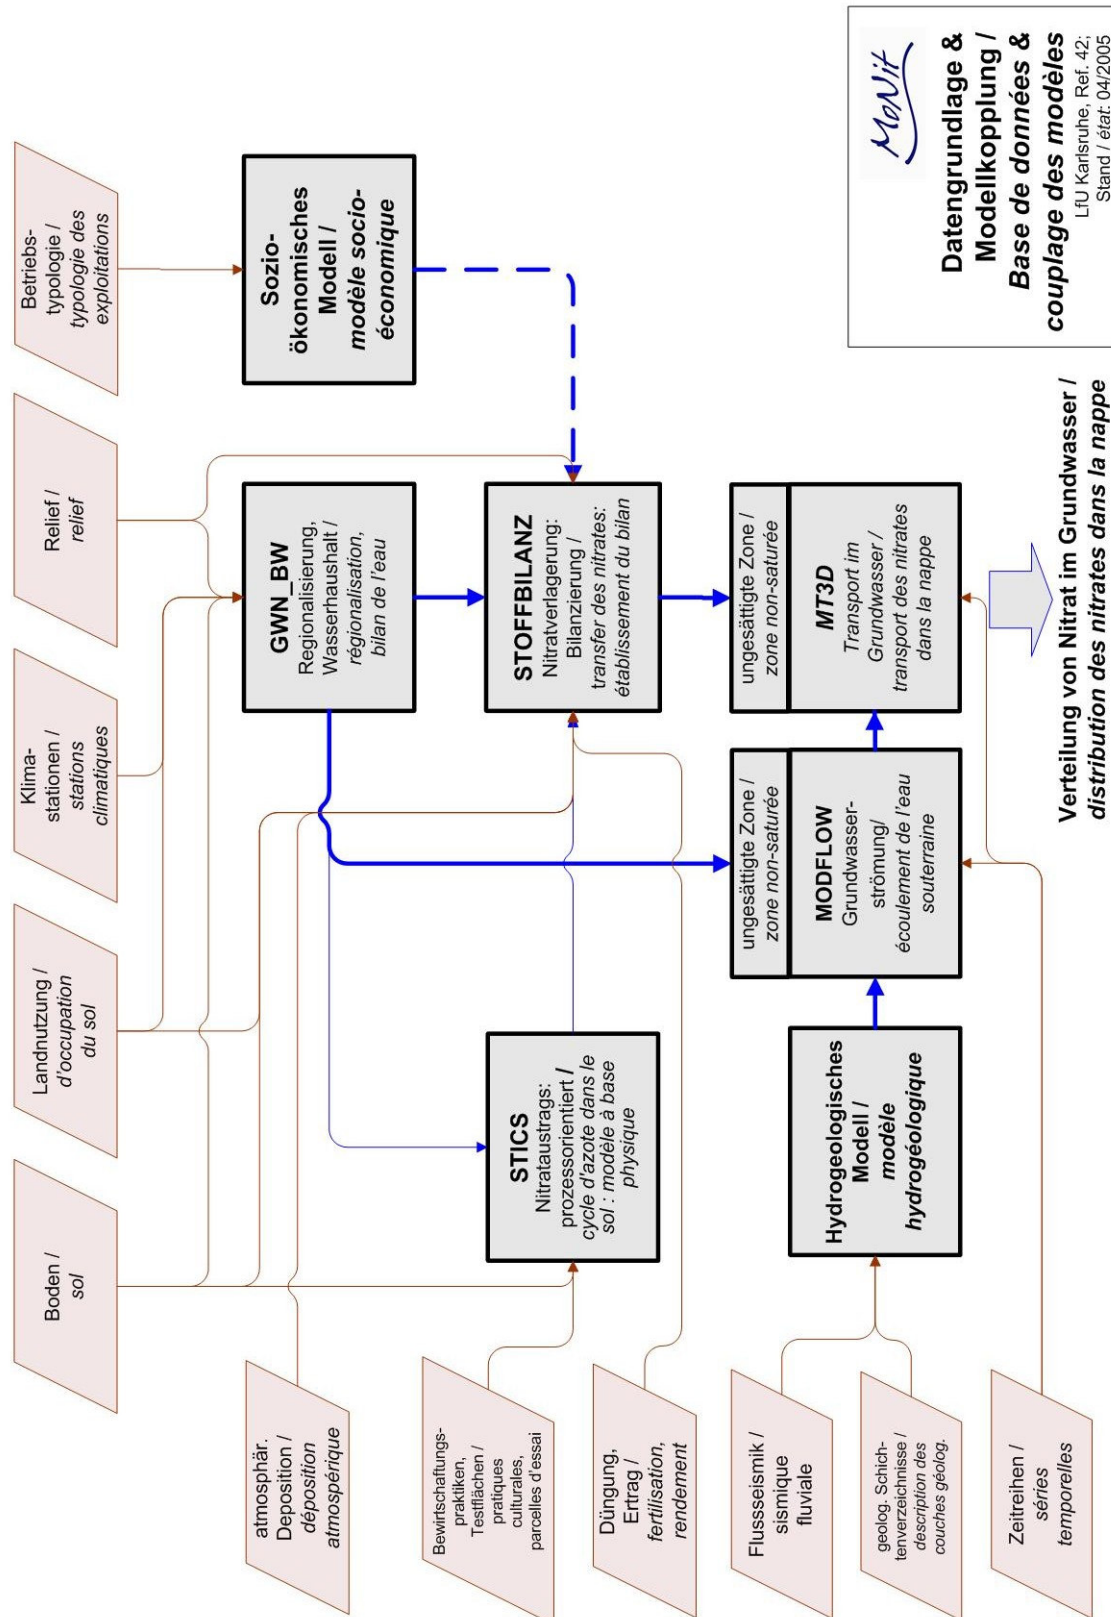 Boden /
sol
Landnutzung /
d'occupation
du sol
Klima-
stationen /
stations
climatiques
Relief /
relief
Betriebs-
typologie /
typologie des
exploitations
atmosphär.
Deposition /
déposition
atmospérique
GWN_BW
Regionalisierung,
Wasserhaushalt /
régionalisation,
bilan de l'eau
Sozio-
ökonomisches
Modell /
modèle socio-
économique
Bewirtschaftungs-
praktiken,
Testflächen /
pratiques
culturales,
parcelles d'essai
STICS
Nitrataustrags:
prozessorientiert /
cycle d'azote dans le
sol : modèle à base
physique
STOFFBILANZ
Nitratverlagerung:
Bilanzierung /
transfer des nitrates:
établissement du bilan
Düngung,
Ertrag /
fertilisation,
rendement
Flussseismik /
sismique
fluviale
geolog. Schich-
tenverzeichnisse /
description des
couches géolog.
Hydrogeologisches
Modell /
modèle
hydrogéologique
ungesättigte Zone /
zone non-saturée
MODFLOW
Grundwasser-
strömung/
écoulement de l'eau
souterraine
ungesättigte Zone /
zone non-saturée
MT3D
Transport im
Grundwasser /
transport des nitrates
dans la nappe
Zeitreihen /
séries
temporelles
Verteilung von Nitrat im Grundwasser /
distribution des nitrates dans la nappe
MoNit
Datengrundlage &
Modellkopplung /
Base de données &
couplage des modèles
LfU Karlsruhe, Ref. 42;
Stand / état: 04/2005